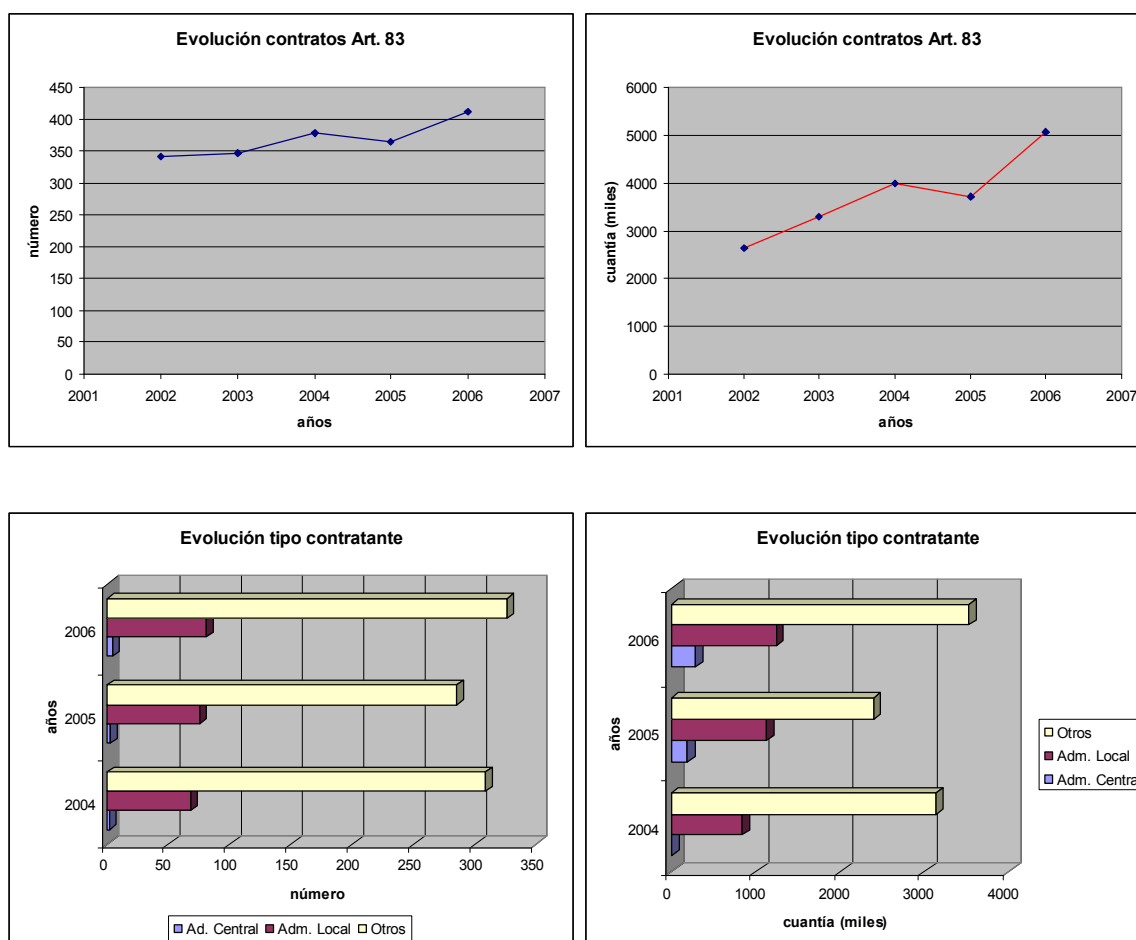 Evolución contratos Art. 83
450
400
350
300
250
200
150
100
50
0
número
2001 2002 2003 2004 2005 2006 2007
años
Evolución contratos Art. 83
6000
5000
4000
3000
2000
1000
0
cuantía (miles)
2001 2002 2003 2004 2005 2006 2007
años
Evolución tipo contratante
2006
2005
2004
años
0 50 100 150 200 250 300 350
número
Ad. Central Adm. Local Otros
Evolución tipo contratante
2006
2005
2004
años
0 1000 2000 3000 4000
cuantía (miles)
Otros
Adm. Local
Adm. Central